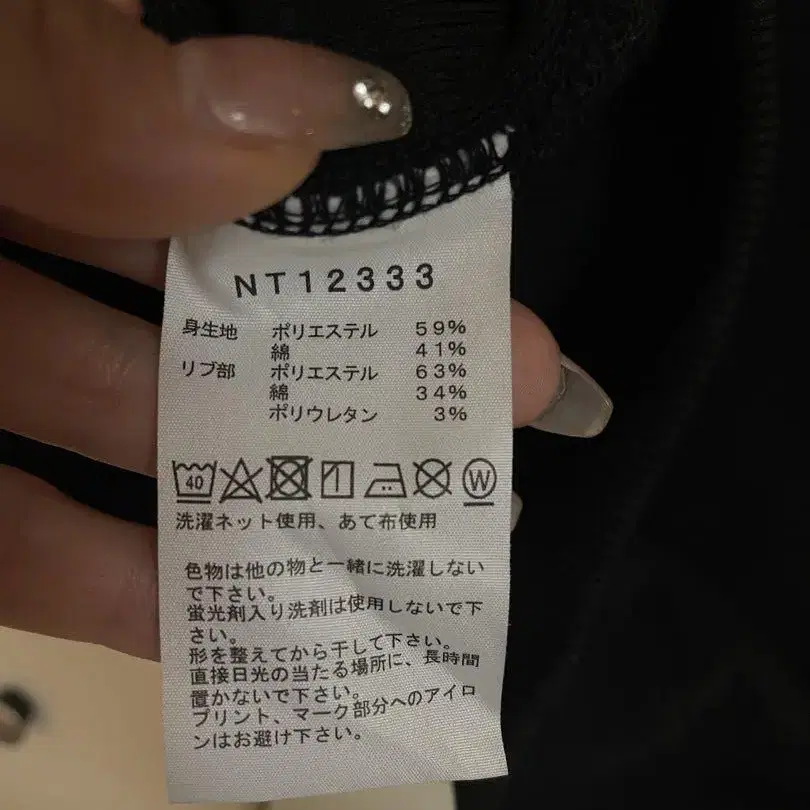 NT12333
身生地 ポリエステル 59%
綿 41%
リブ部 ポリエステル 63%
綿 34%
ポリウレタン 3%
40 W
洗濯ネット使用、あて布使用
色物は他の物と一緒に洗濯しない
で下さい。
蛍光剤入り洗剤は使用しないで下
さい。
形を整えてから干して下さい。
直接日光の当たる場所に、長時間
置かないで下さい。
プリント、マーク部分へのアイロ
ンはお避け下さい。